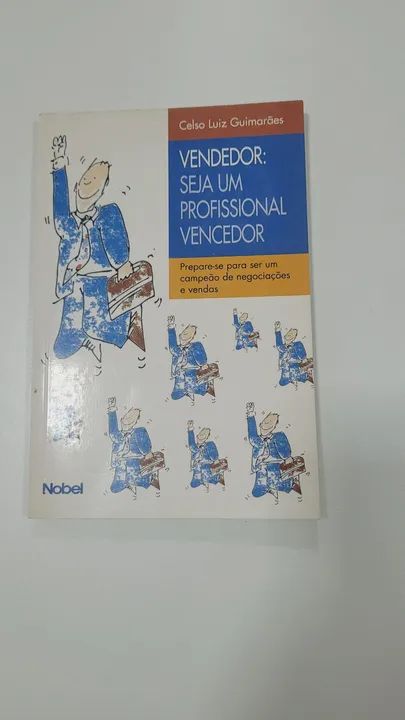 Celso Luiz Guimarães
VENDEDOR:
SEJA UM
PROFISSIONAL
VENCEDOR
Prepare-se para ser um
campeão de negociações
e vendas
Nobel